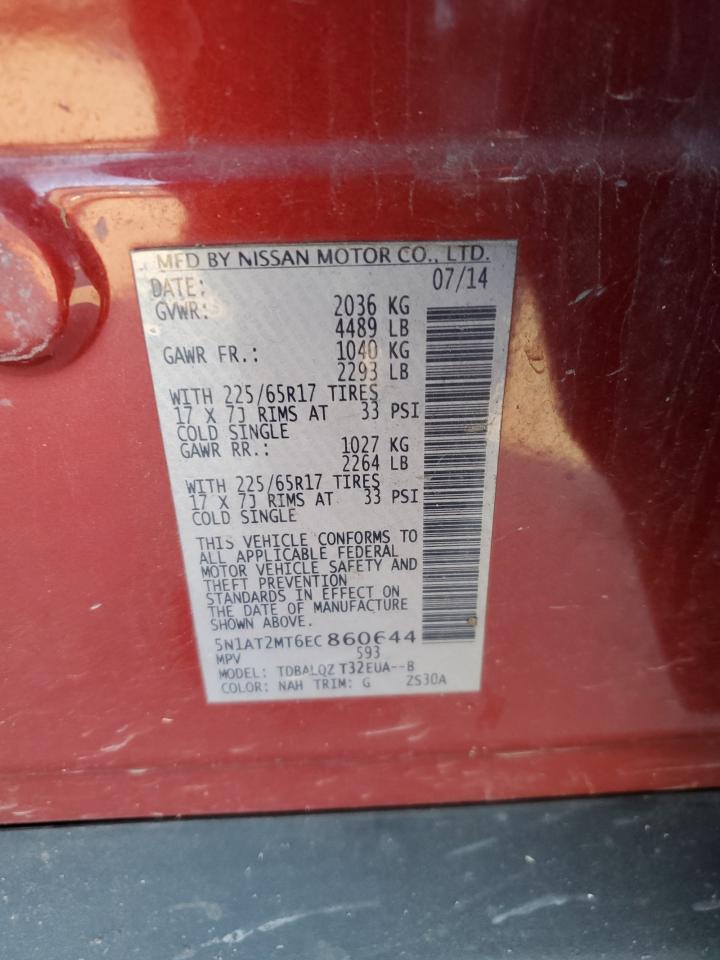 MFD BY NISSAN MOTOR CO., LTD.
DATE: 07/14
GVWR: 2036 KG
4489 LB
GAWR FR.: 1040 KG
2293 LB
WITH 225/65R17 TIRES
17 X 7J RIMS AT 33 PSI
COLD SINGLE
GAWR RR.: 1027 KG
2264 LB
WITH 225/65R17 TIRES
17 X 7J RIMS AT 33 PSI
COLD SINGLE
THIS VEHICLE CONFORMS TO
ALL APPLICABLE FEDERAL
MOTOR VEHICLE SAFETY AND
THEFT PREVENTION
STANDARDS IN EFFECT ON
THE DATE OF MANUFACTURE
SHOWN ABOVE.
5N1AT2MT6EC860644
MPV 593
MODEL: TDBALQZ T32EUA--B
COLOR: NAH TRIM: G ZS30A